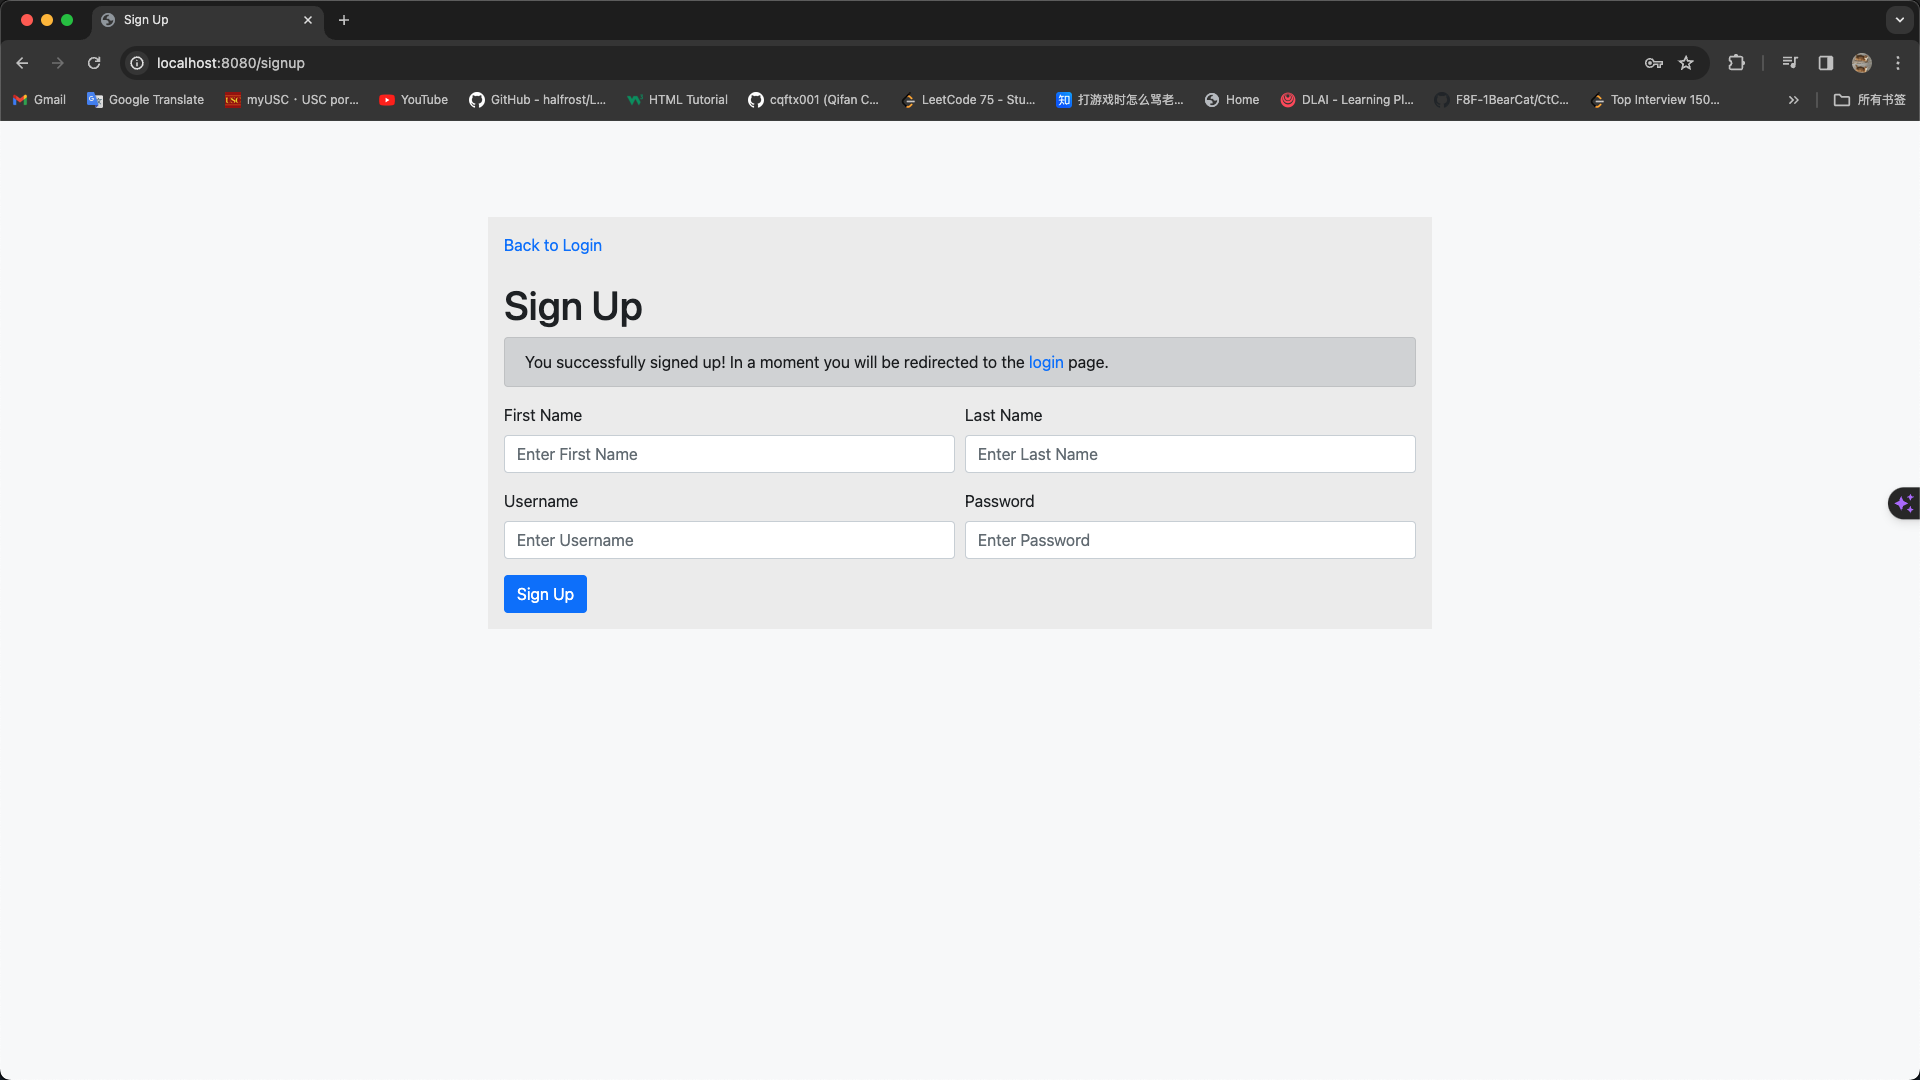 Sign Up
localhost:8080/signup
Gmail
Google Translate
myUSC · USC por...
YouTube
GitHub - halfrost/L...
HTML Tutorial
cqftx001 (Qifan C...
LeetCode 75 - Stu...
知 打游戏时怎么骂老...
Home
DLAI - Learning Pl...
F8F-1BearCat/CtC...
Top Interview 150...
所有书签
Back to Login
Sign Up
You successfully signed up! In a moment you will be redirected to the login page.
First Name
Last Name
Enter First Name
Enter Last Name
Username
Password
Enter Username
Enter Password
Sign Up